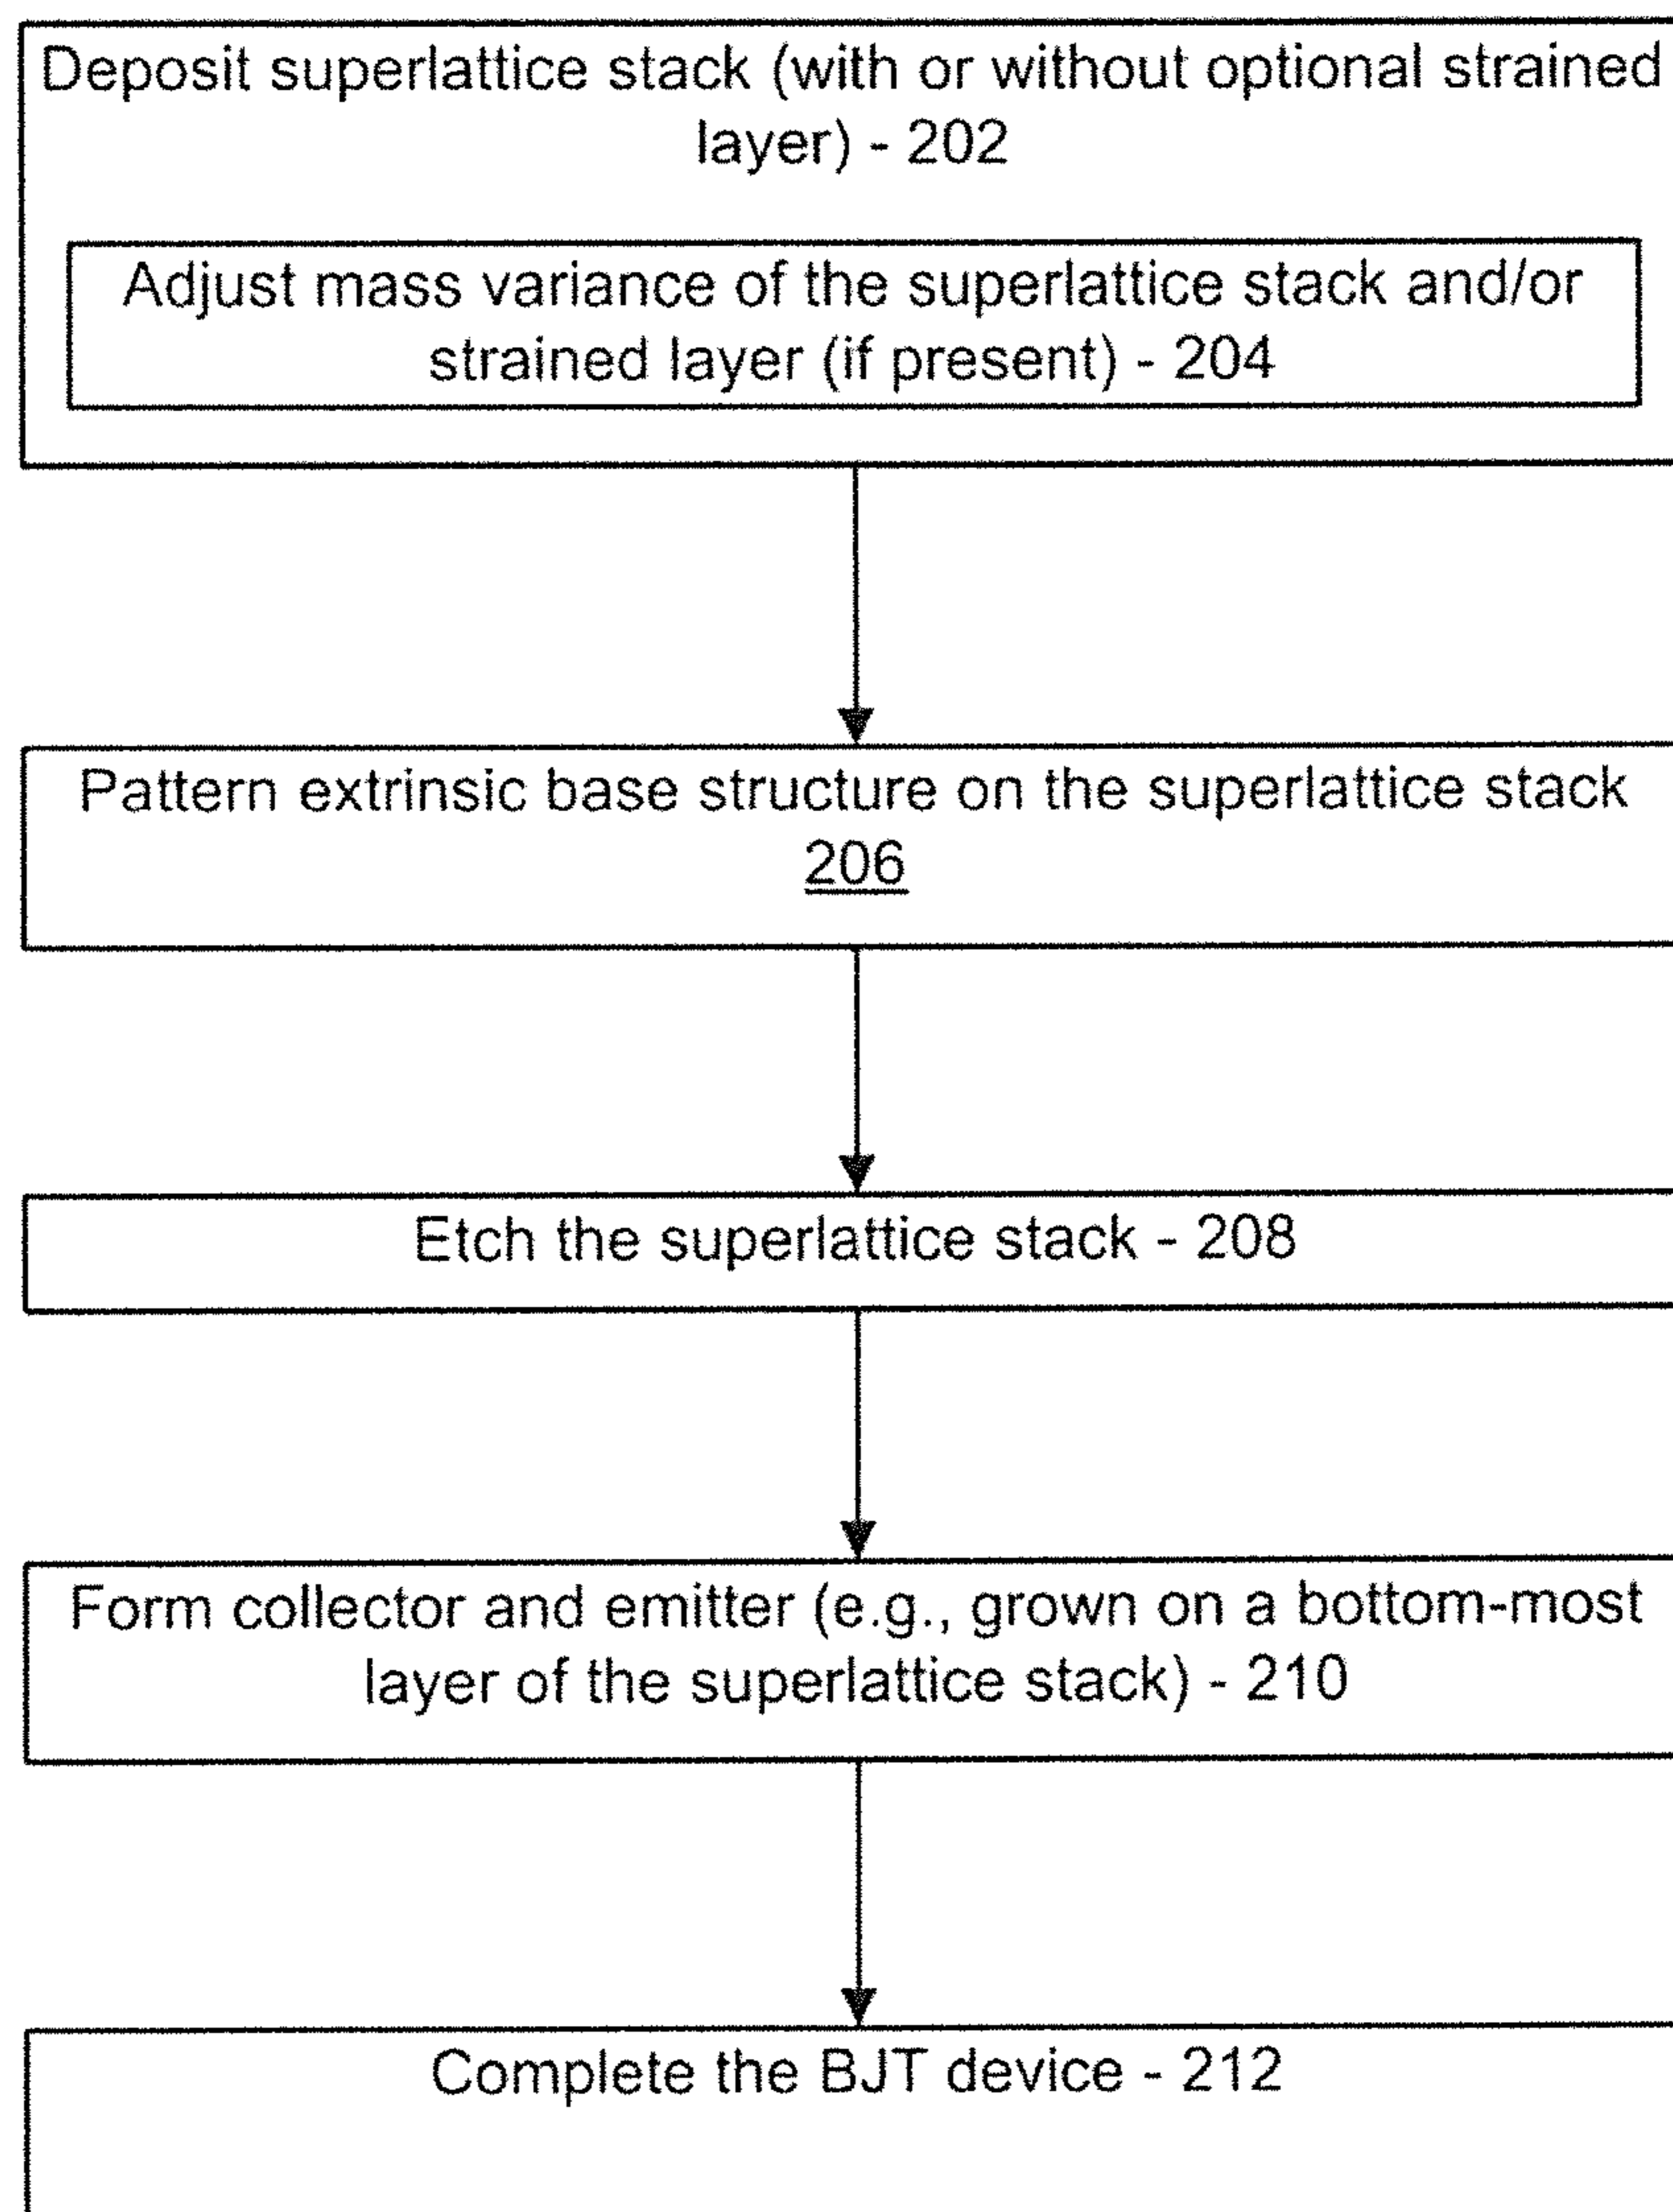 Deposit superlattice stack (with or without optional strained
layer) - 202
Adjust mass variance of the superlattice stack and/or
strained layer (if present) - 204
Pattern extrinsic base structure on the superlattice stack
206
Etch the superlattice stack - 208
Form collector and emitter (e.g., grown on a bottom-most
layer of the superlattice stack) - 210
Complete the BJT device - 212